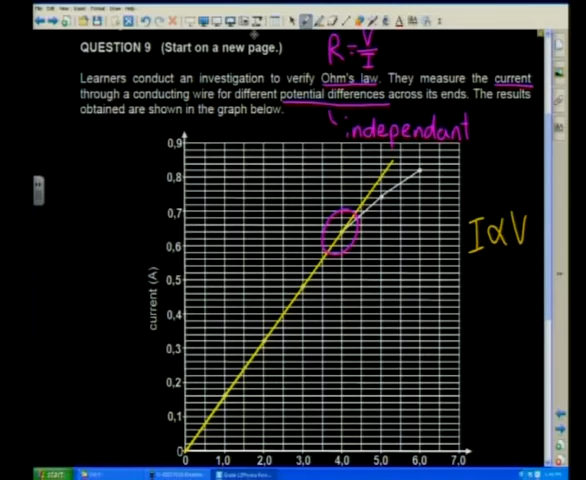 QUESTION 9 (Start on a new page.)
R = V
I
Learners conduct an investigation to verify Ohm's law. They measure the current
through a conducting wire for different potential differences across its ends. The results
obtained are shown in the graph below.
independant
0,9
0,8
0,7
0,6
0,5
0,4
0,3
0,2
0,1
0
current (A)
I∝V
0 1,0 2,0 3,0 4,0 5,0 6,0 7,0
start